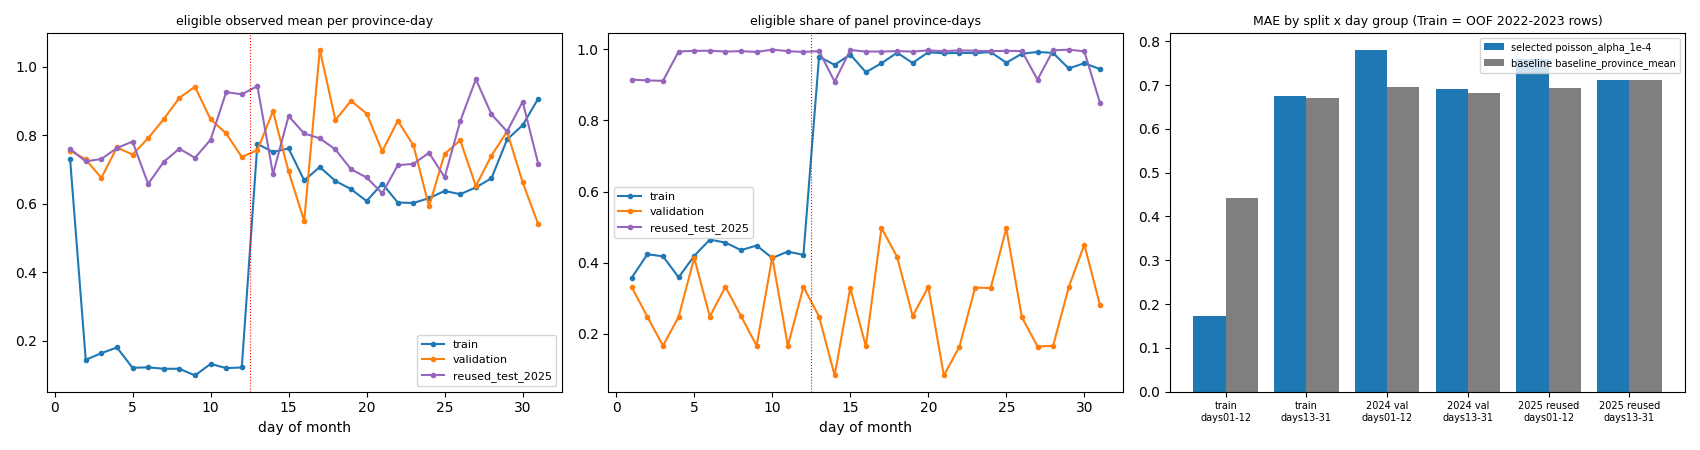 eligible observed mean per province-day
1.0
0.8
0.6
0.4
0.2
train
validation
reused_test_2025
0 5 10 15 20 25 30
day of month
eligible share of panel province-days
1.0
0.8
0.6
0.4
0.2
train
validation
reused_test_2025
0 5 10 15 20 25 30
day of month
MAE by split x day group (Train = OOF 2022-2023 rows)
0.8
0.7
0.6
0.5
0.4
0.3
0.2
0.1
0.0
selected poisson_alpha_1e-4
baseline baseline_province_mean
train
days01-12
train
days13-31
2024 val
days01-12
2024 val
days13-31
2025 reused
days01-12
2025 reused
days13-31